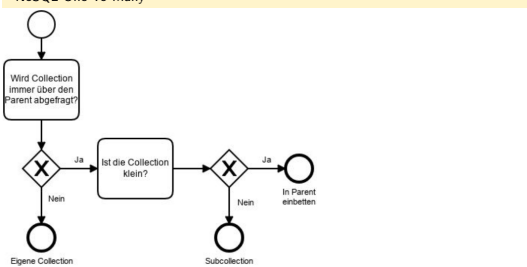 NoSQL One-To-Many
Wird Collection
immer über den
Parent abgefragt?
Ja
Ist die Collection
klein?
Ja
In Parent
einbetten
Nein
Nein
Eigene Collection
Subcollection